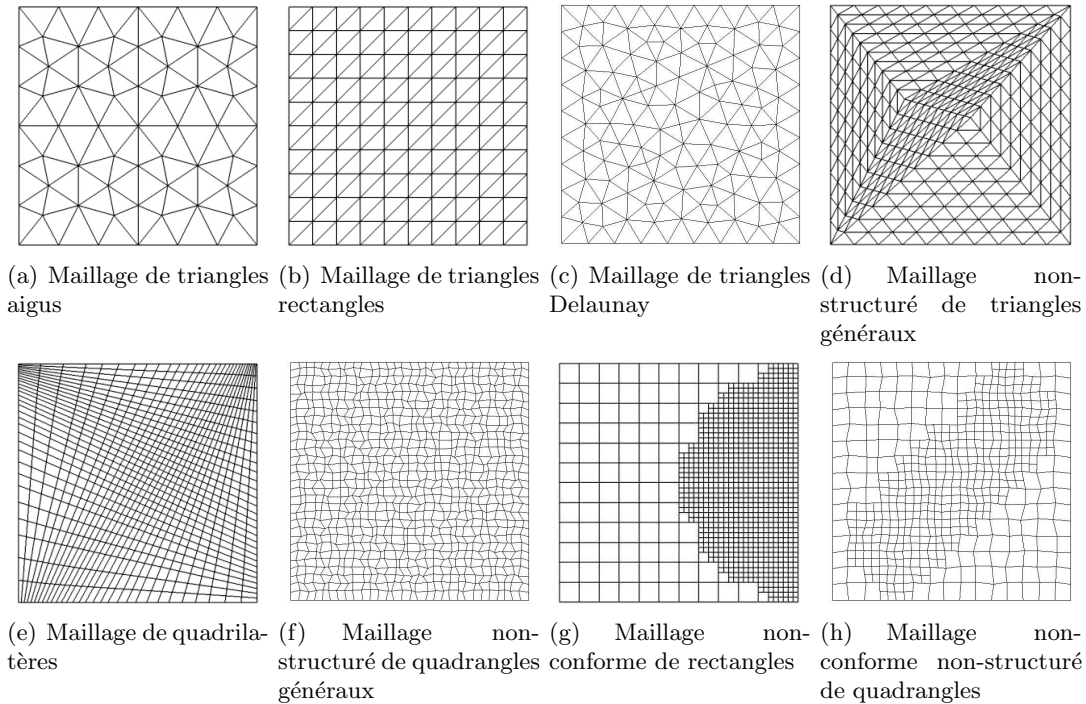 (a) Maillage de triangles
aigus
(b) Maillage de triangles
rectangles
(c) Maillage de triangles
Delaunay
(d) Maillage non-
structuré de triangles
généraux
(e) Maillage de quadrila-
tères
(f) Maillage non-
structuré de quadrangles
généraux
(g) Maillage non-
conforme de rectangles
(h) Maillage non-
conforme non-structuré
de quadrangles